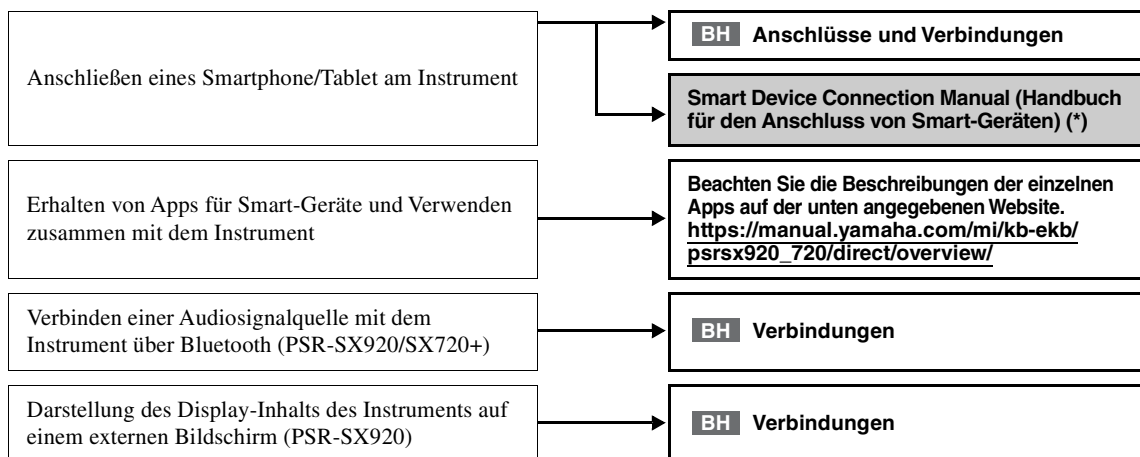 Anschließen eines Smartphone/Tablet am Instrument
BH Anschlüsse und Verbindungen
Smart Device Connection Manual (Handbuch
für den Anschluss von Smart-Geräten) (*)
Erhalten von Apps für Smart-Geräte und Verwenden
zusammen mit dem Instrument
Beachten Sie die Beschreibungen der einzelnen
Apps auf der unten angegebenen Website.
https://manual.yamaha.com/mi/kb-ekb/
psrsx920_720/direct/overview/
Verbinden einer Audiosignalquelle mit dem
Instrument über Bluetooth (PSR-SX920/SX720+)
BH Verbindungen
Darstellung des Display-Inhalts des Instruments auf
einem externen Bildschirm (PSR-SX920)
BH Verbindungen